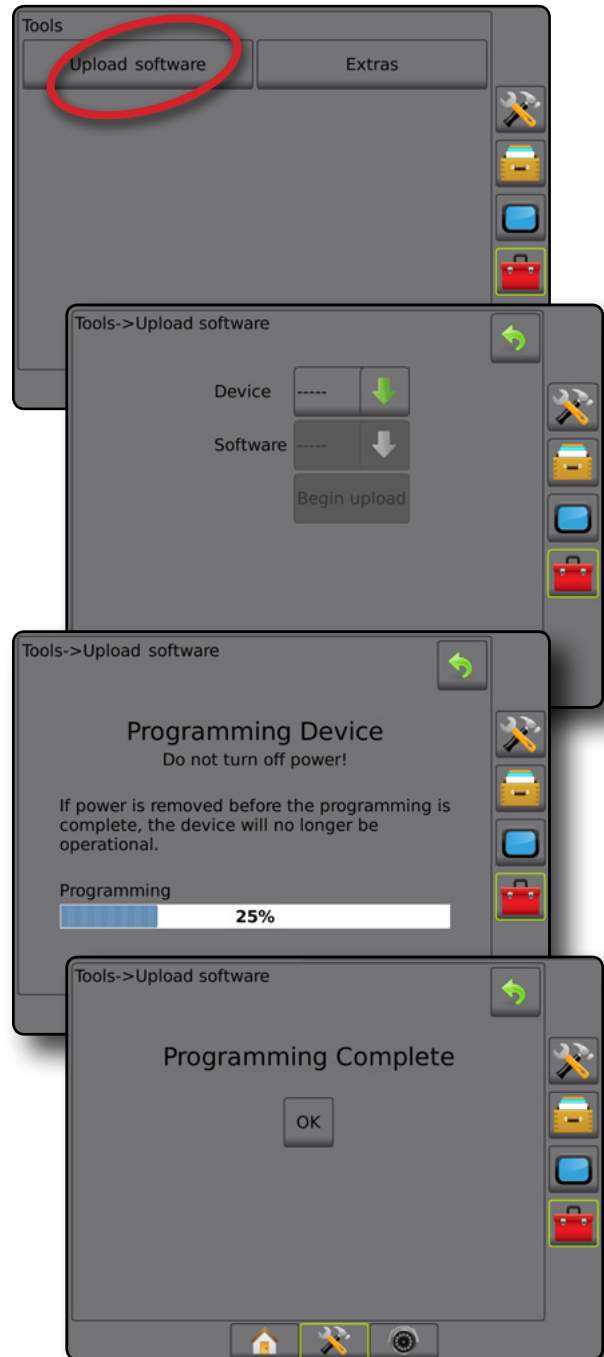 Tools
Upload software
Extras
Tools->Upload software
Device -----
Software -----
Begin upload
Tools->Upload software
Programming Device
Do not turn off power!
If power is removed before the programming is
complete, the device will no longer be
operational.
Programming
25%
Tools->Upload software
Programming Complete
OK